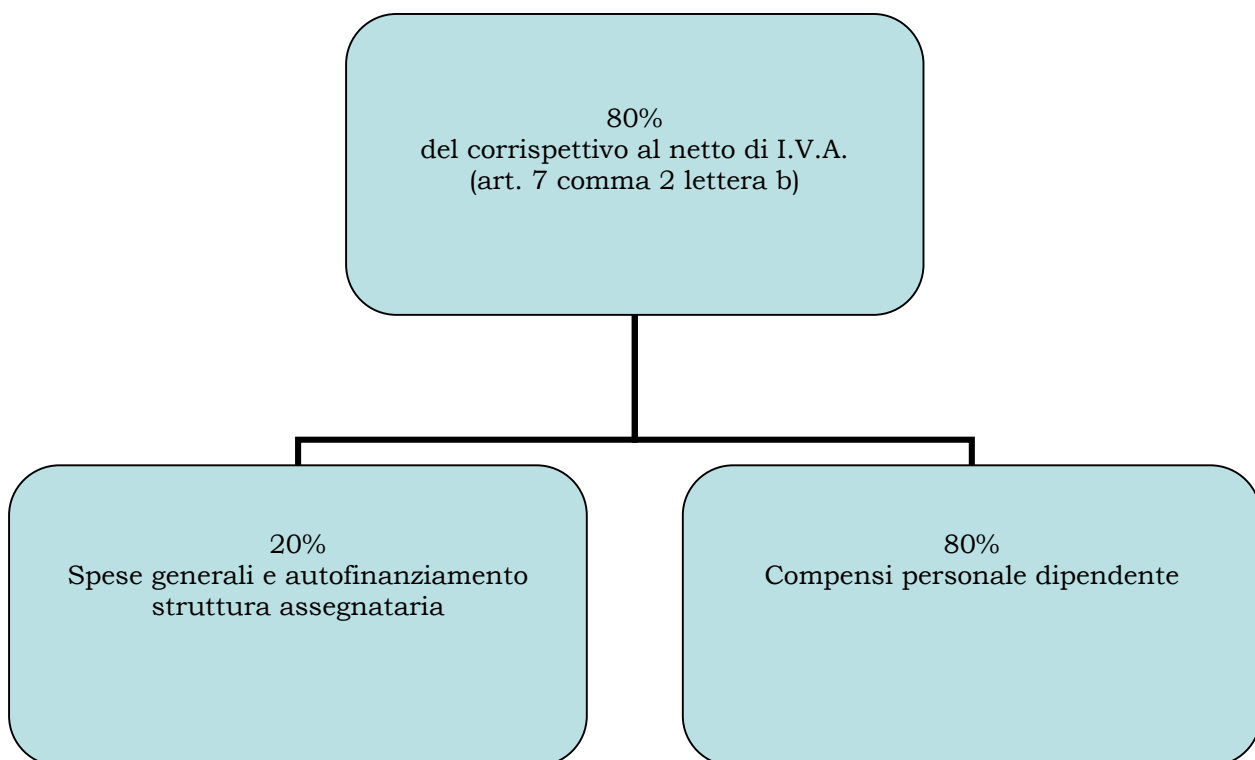 80%
del corrispettivo al netto di I.V.A.
(art. 7 comma 2 lettera b)
20%
Spese generali e autofinanziamento
struttura assegnataria
80%
Compensi personale dipendente